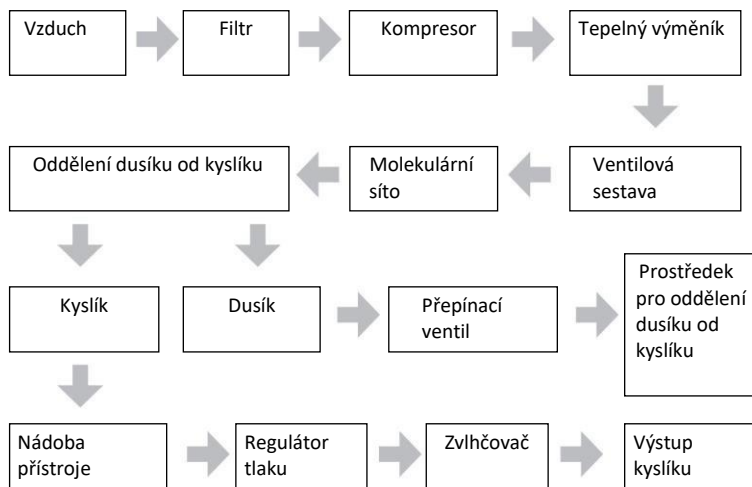 Vzduch
Filtr
Kompresor
Tepelný výměník
Oddělení dusíku od kyslíku
Molekulární
síto
Ventilová
sestava
Kyslík
Dusík
Přepínací
ventil
Prostředek
pro oddělení
dusíku od
kyslíku
Nádoba
přístroje
Regulátor
tlaku
Zvlhčovač
Výstup
kyslíku